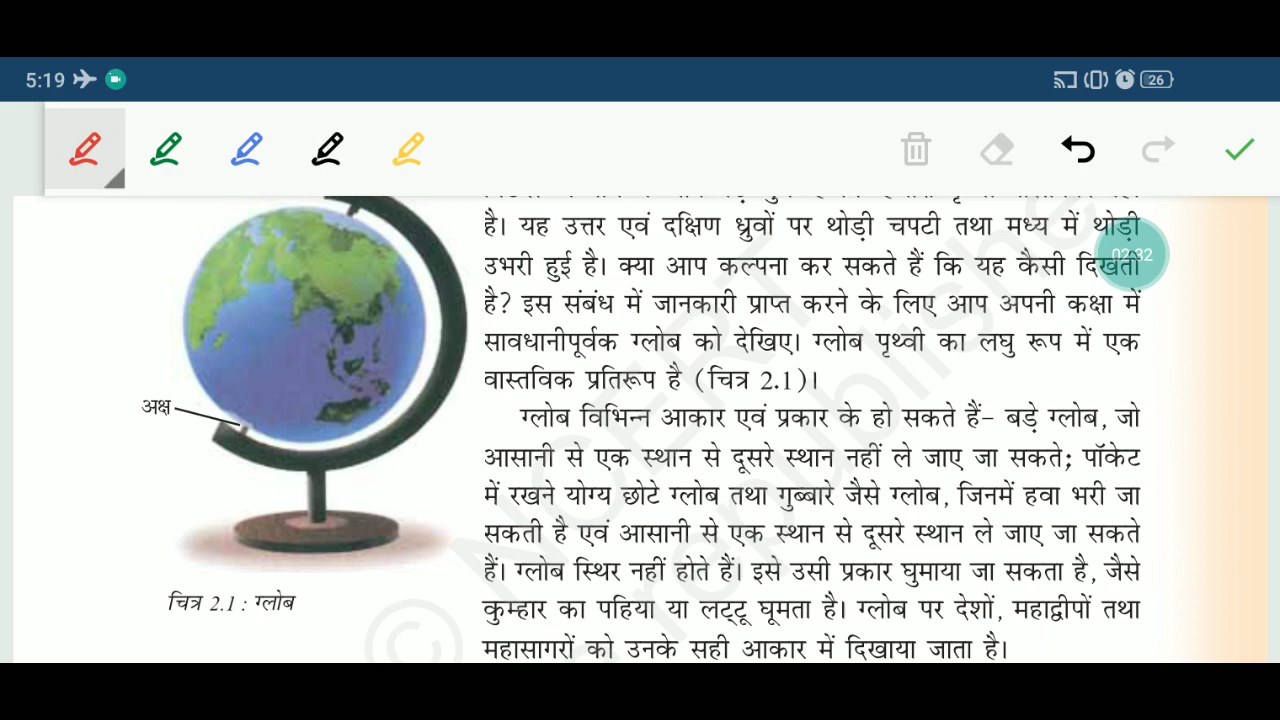 5:19
26
है। यह उत्तर एवं दक्षिण ध्रुवों पर थोड़ी चपटी तथा मध्य में थोड़ी
उभरी हुई है। क्या आप कल्पना कर सकते हैं कि यह कैसी दिखती
02:32
है? इस संबंध में जानकारी प्राप्त करने के लिए आप अपनी कक्षा में
सावधानीपूर्वक ग्लोब को देखिए। ग्लोब पृथ्वी का लघु रूप में एक
वास्तविक प्रतिरूप है (चित्र 2.1)।
अक्ष
ग्लोब विभिन्न आकार एवं प्रकार के हो सकते हैं– बड़े ग्लोब, जो
आसानी से एक स्थान से दूसरे स्थान नहीं ले जाए जा सकते; पॉकेट
में रखने योग्य छोटे ग्लोब तथा गुब्बारे जैसे ग्लोब, जिनमें हवा भरी जा
सकती है एवं आसानी से एक स्थान से दूसरे स्थान ले जाए जा सकते
हैं। ग्लोब स्थिर नहीं होते हैं। इसे उसी प्रकार घुमाया जा सकता है, जैसे
कुम्हार का पहिया या लट्टू घूमता है। ग्लोब पर देशों, महाद्वीपों तथा
महासागरों को उनके सही आकार में दिखाया जाता है।
चित्र 2.1 : ग्लोब
© NCERT
republishe